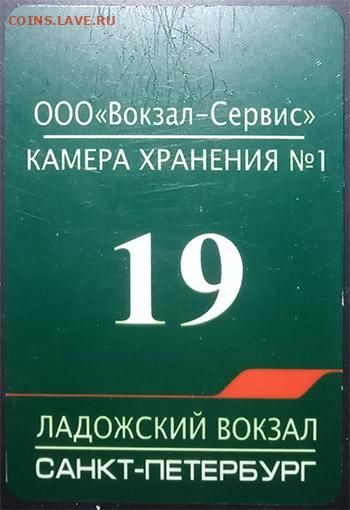 COINS.LAVE.RU
ООО«Вокзал-Сервис»
КАМЕРА ХРАНЕНИЯ №1
19
ЛАДОЖСКИЙ ВОКЗАЛ
САНКТ-ПЕТЕРБУРГ